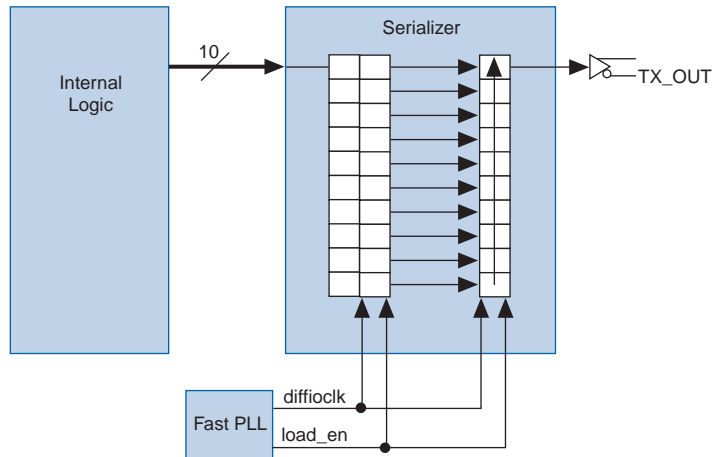 Serializer
10
Internal
Logic
TX_OUT
diffioclk
Fast PLL
load_en